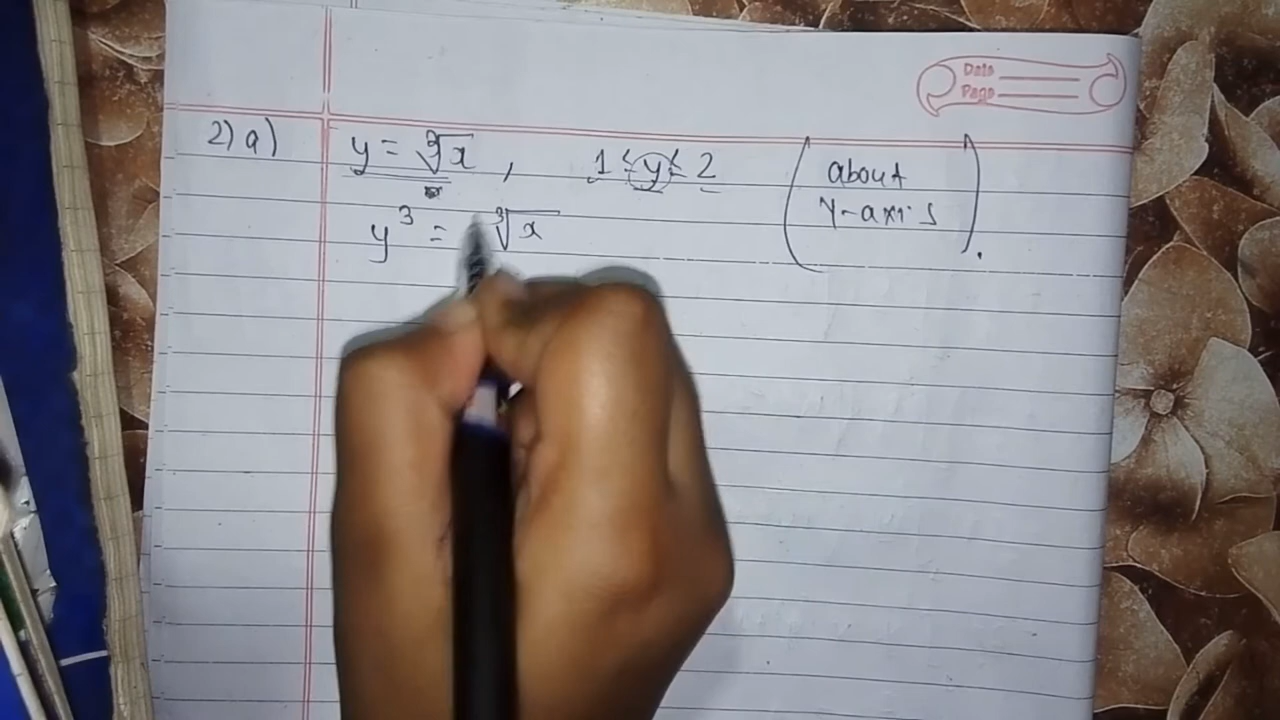 Date
Page
2) a) y = ∛x , 1 ≤ y ≤ 2 (about
y-axis).
y³ = ∛x